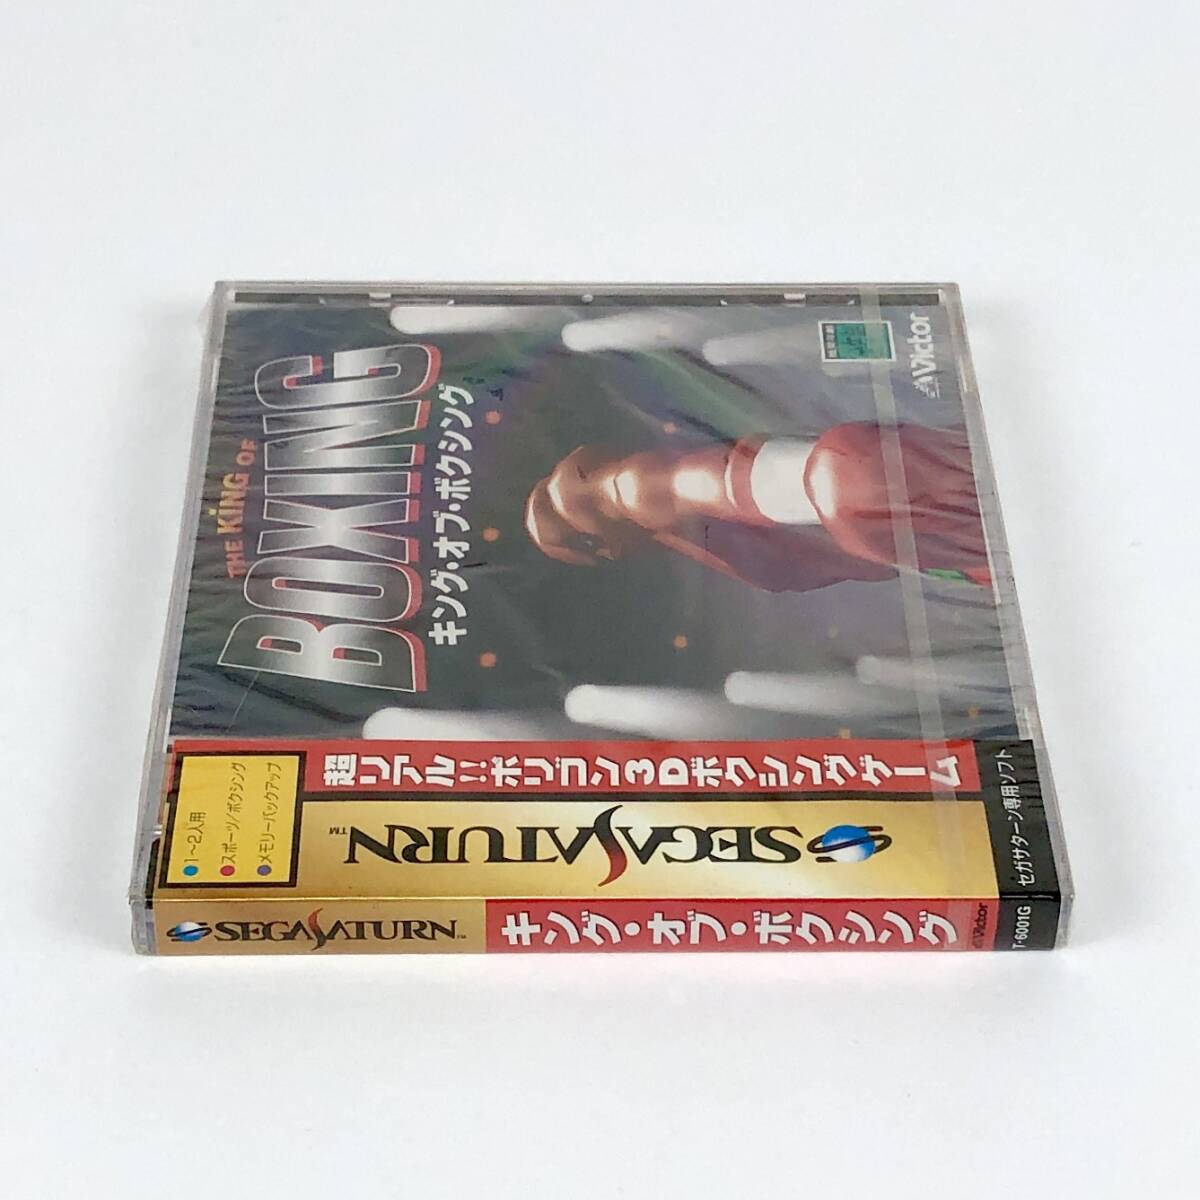 THE KING OF
BOXING
キング・オブ・ボクシング
Victor
超リアル!!ポリゴン3Dボクシングゲーム
1〜2人用
スポーツ/ボクシング
メモリーバックアップ
SEGA SATURN™
セガサターン専用ソフト
SEGA SATURN™
キング・オブ・ボクシング
Victor
T-6001G